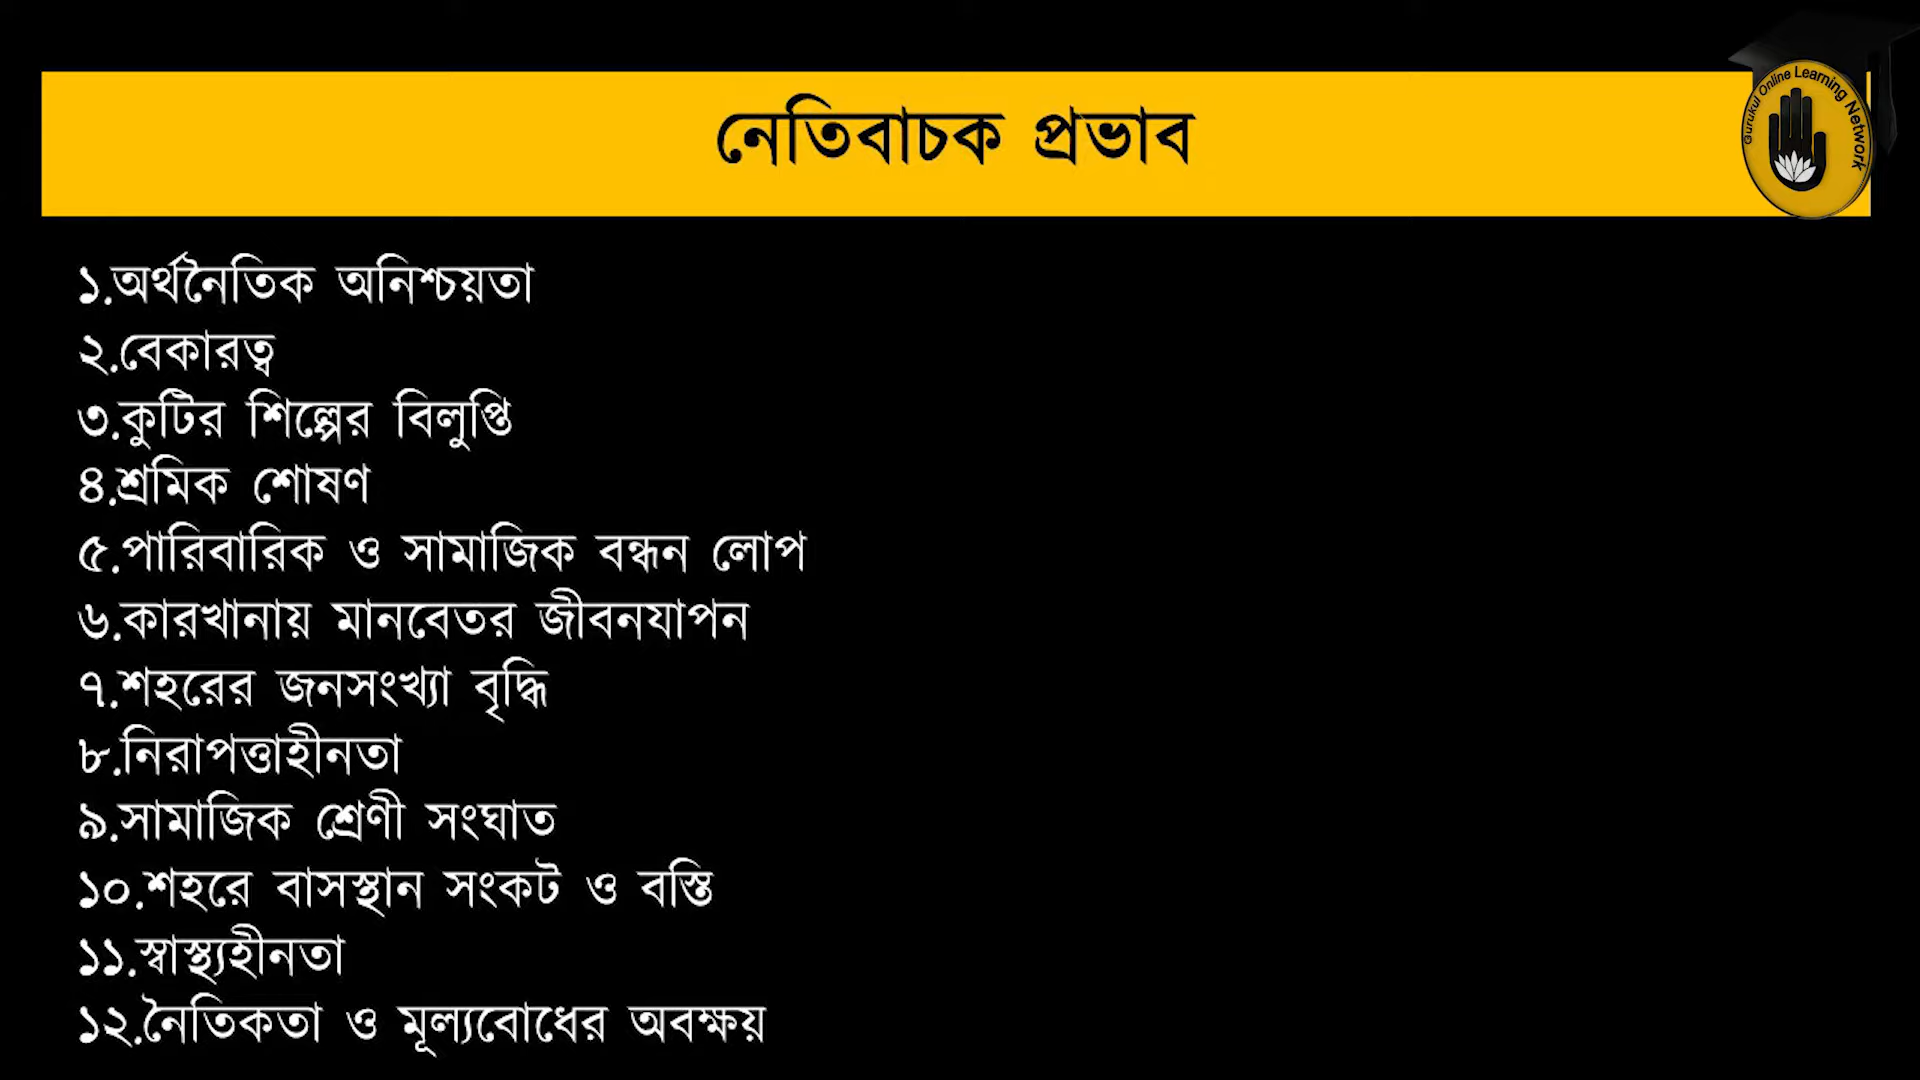 নেতিবাচক প্রভাব
Gurukul Online Learning Network
১.অর্থনৈতিক অনিশ্চয়তা
২.বেকারত্ব
৩.কুটির শিল্পের বিলুপ্তি
৪.শ্রমিক শোষণ
৫.পারিবারিক ও সামাজিক বন্ধন লোপ
৬.কারখানায় মানবেতর জীবনযাপন
৭.শহরের জনসংখ্যা বৃদ্ধি
৮.নিরাপত্তাহীনতা
৯.সামাজিক শ্রেণী সংঘাত
১০.শহরে বাসস্থান সংকট ও বস্তি
১১.স্বাস্থ্যহীনতা
১২.নৈতিকতা ও মূল্যবোধের অবক্ষয়